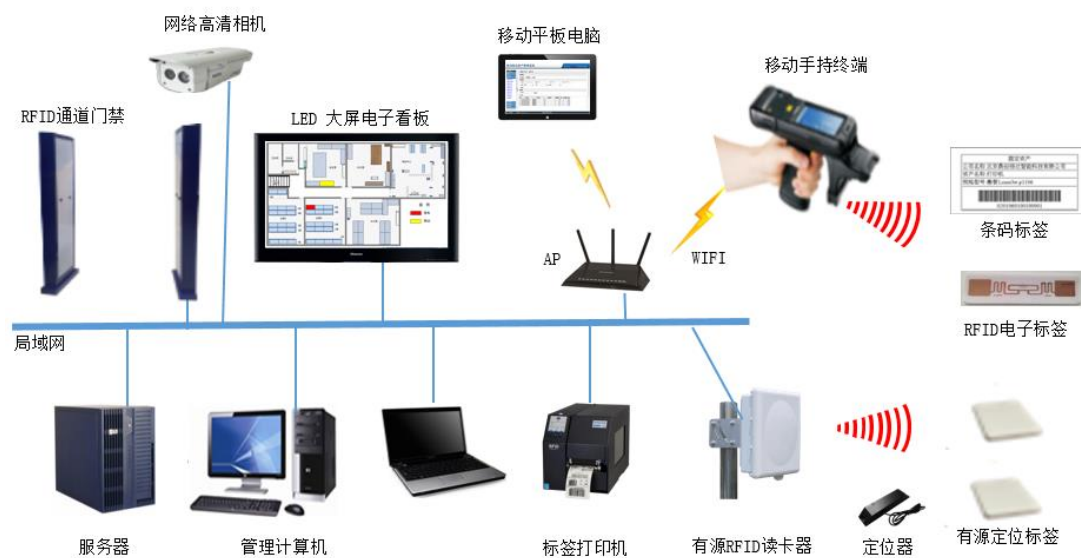 网络高清相机
移动平板电脑
移动手持终端
RFID通道门禁
LED 大屏电子看板
固定资产
条码标签
AP
WIFI
RFID电子标签
局域网
服务器
管理计算机
标签打印机
有源RFID读卡器
定位器
有源定位标签